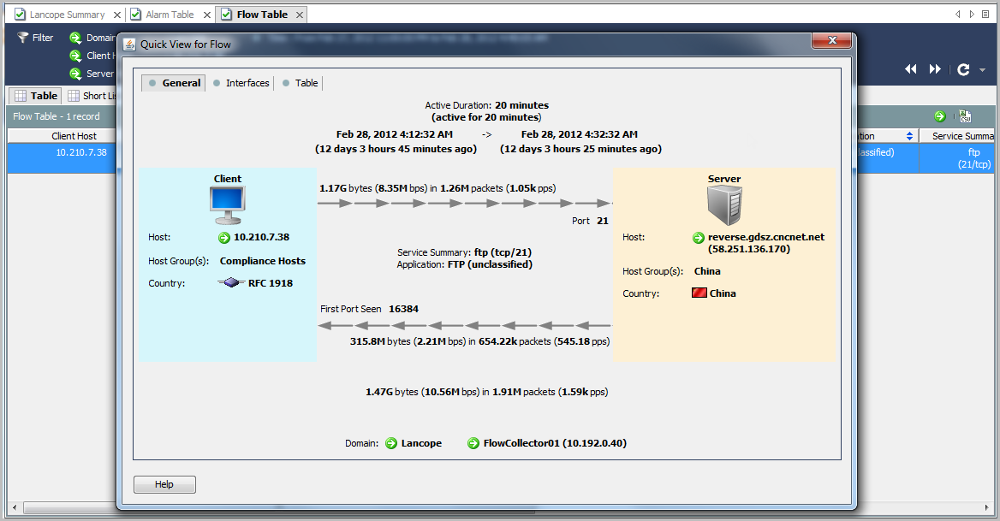 Lancope Summary
Alarm Table
Flow Table
Filter
Domain
Client H
Server
Quick View for Flow
Table
Short Lis
Flow Table - 1 record
Client Host
10.210.7.38
General
Interfaces
Table
Active Duration: 20 minutes
(active for 20 minutes)
Feb 28, 2012 4:12:32 AM -> Feb 28, 2012 4:32:32 AM
(12 days 3 hours 45 minutes ago) (12 days 3 hours 25 minutes ago)
Client
Host: 10.210.7.38
Host Group(s): Compliance Hosts
Country: RFC 1918
1.17G bytes (8.35M bps) in 1.26M packets (1.05k pps)
Port 21
Service Summary: ftp (tcp/21)
Application: FTP (unclassified)
First Port Seen 16384
315.8M bytes (2.21M bps) in 654.22k packets (545.18 pps)
Server
Host: reverse.gdsz.cncnet.net
(58.251.136.170)
Host Group(s): China
Country: China
1.47G bytes (10.56M bps) in 1.91M packets (1.59k pps)
Domain: Lancope FlowCollector01 (10.192.0.40)
Help
CSV
tion
Service Summa
lassified)
ftp
(21/tcp)